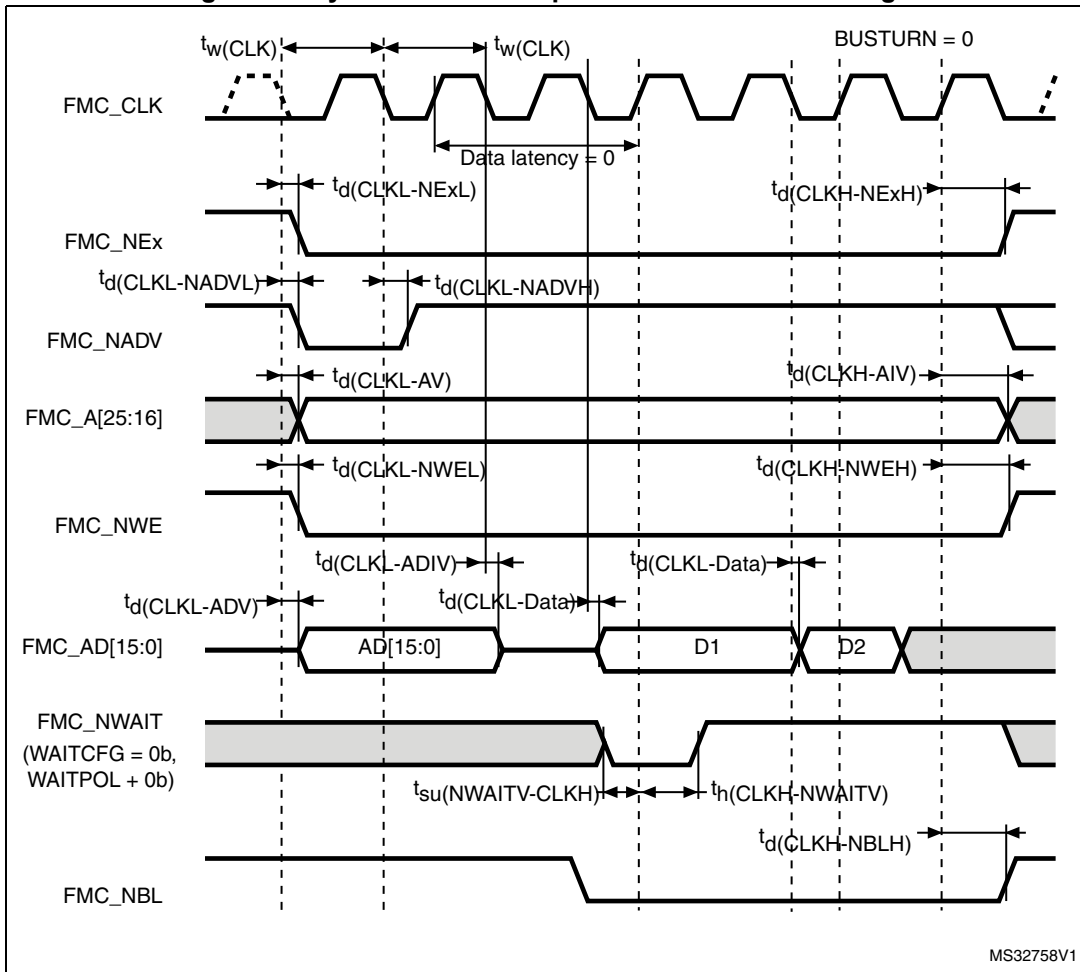 tw(CLK) tw(CLK) BUSTURN = 0
FMC_CLK
Data latency = 0
td(CLKL-NExL) td(CLKH-NExH)
FMC_NEx
td(CLKL-NADVL) td(CLKL-NADVH)
FMC_NADV
td(CLKL-AV) td(CLKH-AIV)
FMC_A[25:16]
td(CLKL-NWEL) td(CLKH-NWEH)
FMC_NWE
td(CLKL-ADIV) td(CLKL-Data)
td(CLKL-ADV) td(CLKL-Data)
FMC_AD[15:0] AD[15:0] D1 D2
FMC_NWAIT
(WAITCFG = 0b,
WAITPOL + 0b)
tsu(NWAITV-CLKH) th(CLKH-NWAITV)
td(CLKH-NBLH)
FMC_NBL
MS32758V1